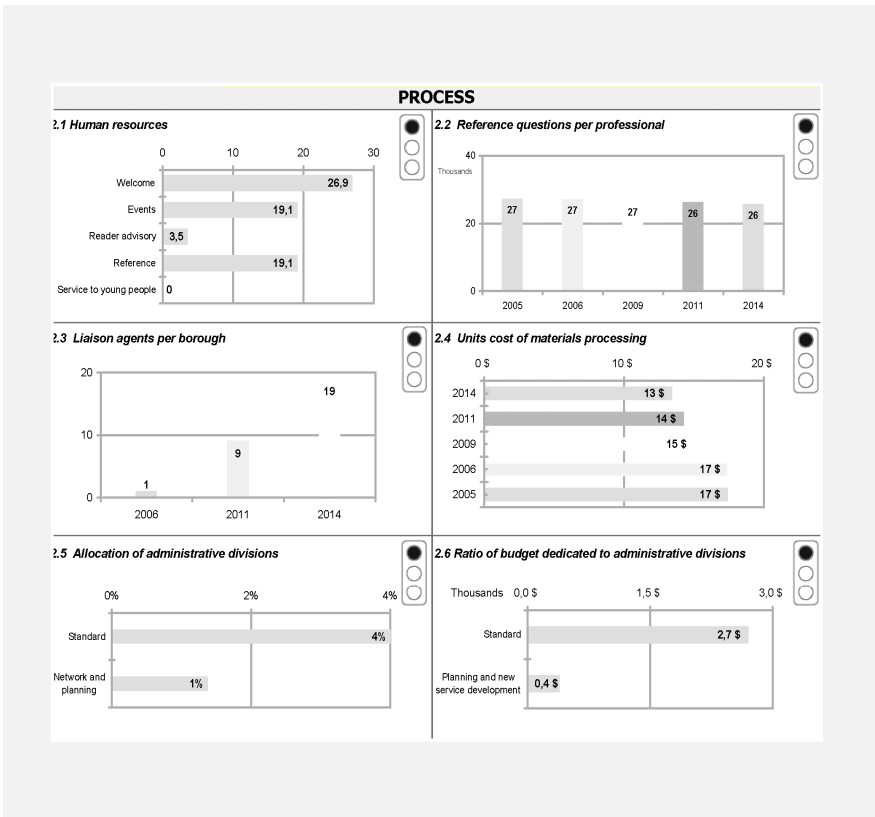 PROCESS
2.1 Human resources
0 10 20 30
Welcome 26,9
Events 19,1
Reader advisory 3,5
Reference 19,1
Service to young people 0
2.2 Reference questions per professional
40
Thousands
27 27 27 26 26
20
0
2005 2006 2009 2011 2014
2.3 Liaison agents per borough
20
19
10
9
1
0
2006 2011 2014
2.4 Units cost of materials processing
0 $ 10 $ 20 $
2014 13 $
2011 14 $
2009 15 $
2006 17 $
2005 17 $
2.5 Allocation of administrative divisions
0% 2% 4%
Standard 4%
Network and
planning 1%
2.6 Ratio of budget dedicated to administrative divisions
Thousands 0,0 $ 1,5 $ 3,0 $
Standard 2,7 $
Planning and new
service development 0,4 $